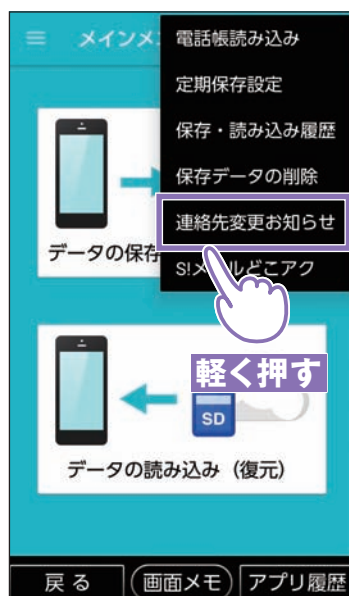 メインメ
電話帳読み込み
定期保存設定
保存・読み込み履歴
保存データの削除
連絡先変更お知らせ
S!メールどこアク
データの保存
軽く押す
SD
データの読み込み（復元）
戻る
画面メモ
アプリ履歴